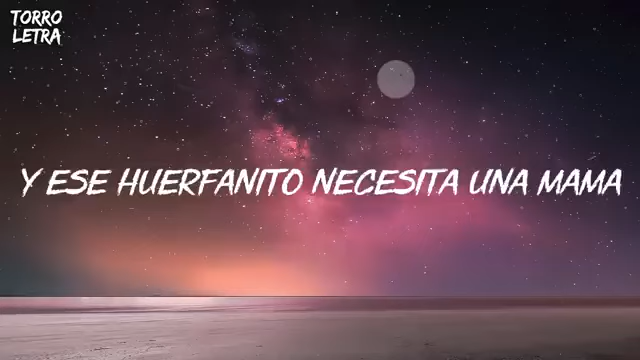 TORRO
LETRA
Y ESE HUERFANITO NECESITA UNA MAMA